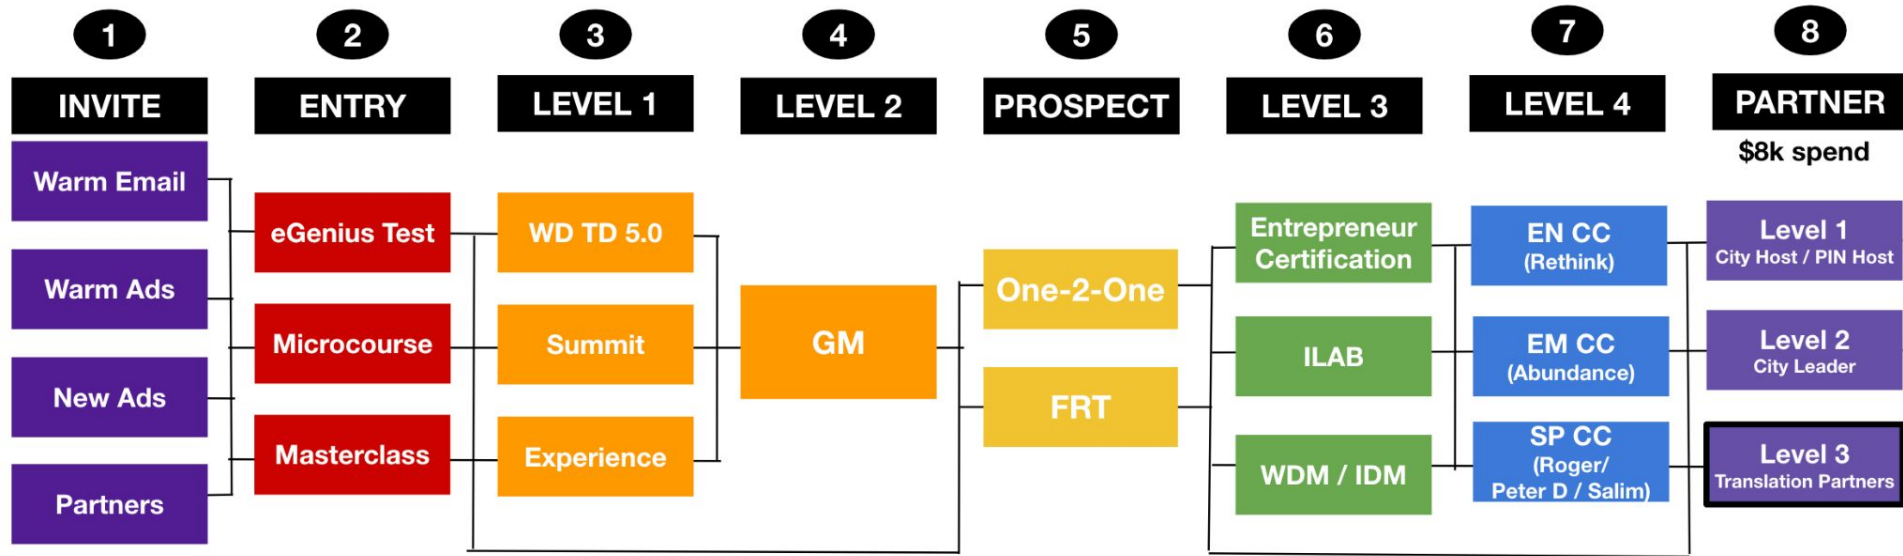 1
2
3
4
5
6
7
8
INVITE
ENTRY
LEVEL 1
LEVEL 2
PROSPECT
LEVEL 3
LEVEL 4
PARTNER
$8k spend
Warm Email
Warm Ads
New Ads
Partners
eGenius Test
Microcourse
Masterclass
WD TD 5.0
Summit
Experience
GM
One-2-One
FRT
Entrepreneur
Certification
ILAB
WDM / IDM
EN CC
(Rethink)
EM CC
(Abundance)
SP CC
(Roger/
Peter D / Salim)
Level 1
City Host / PIN Host
Level 2
City Leader
Level 3
Translation Partners